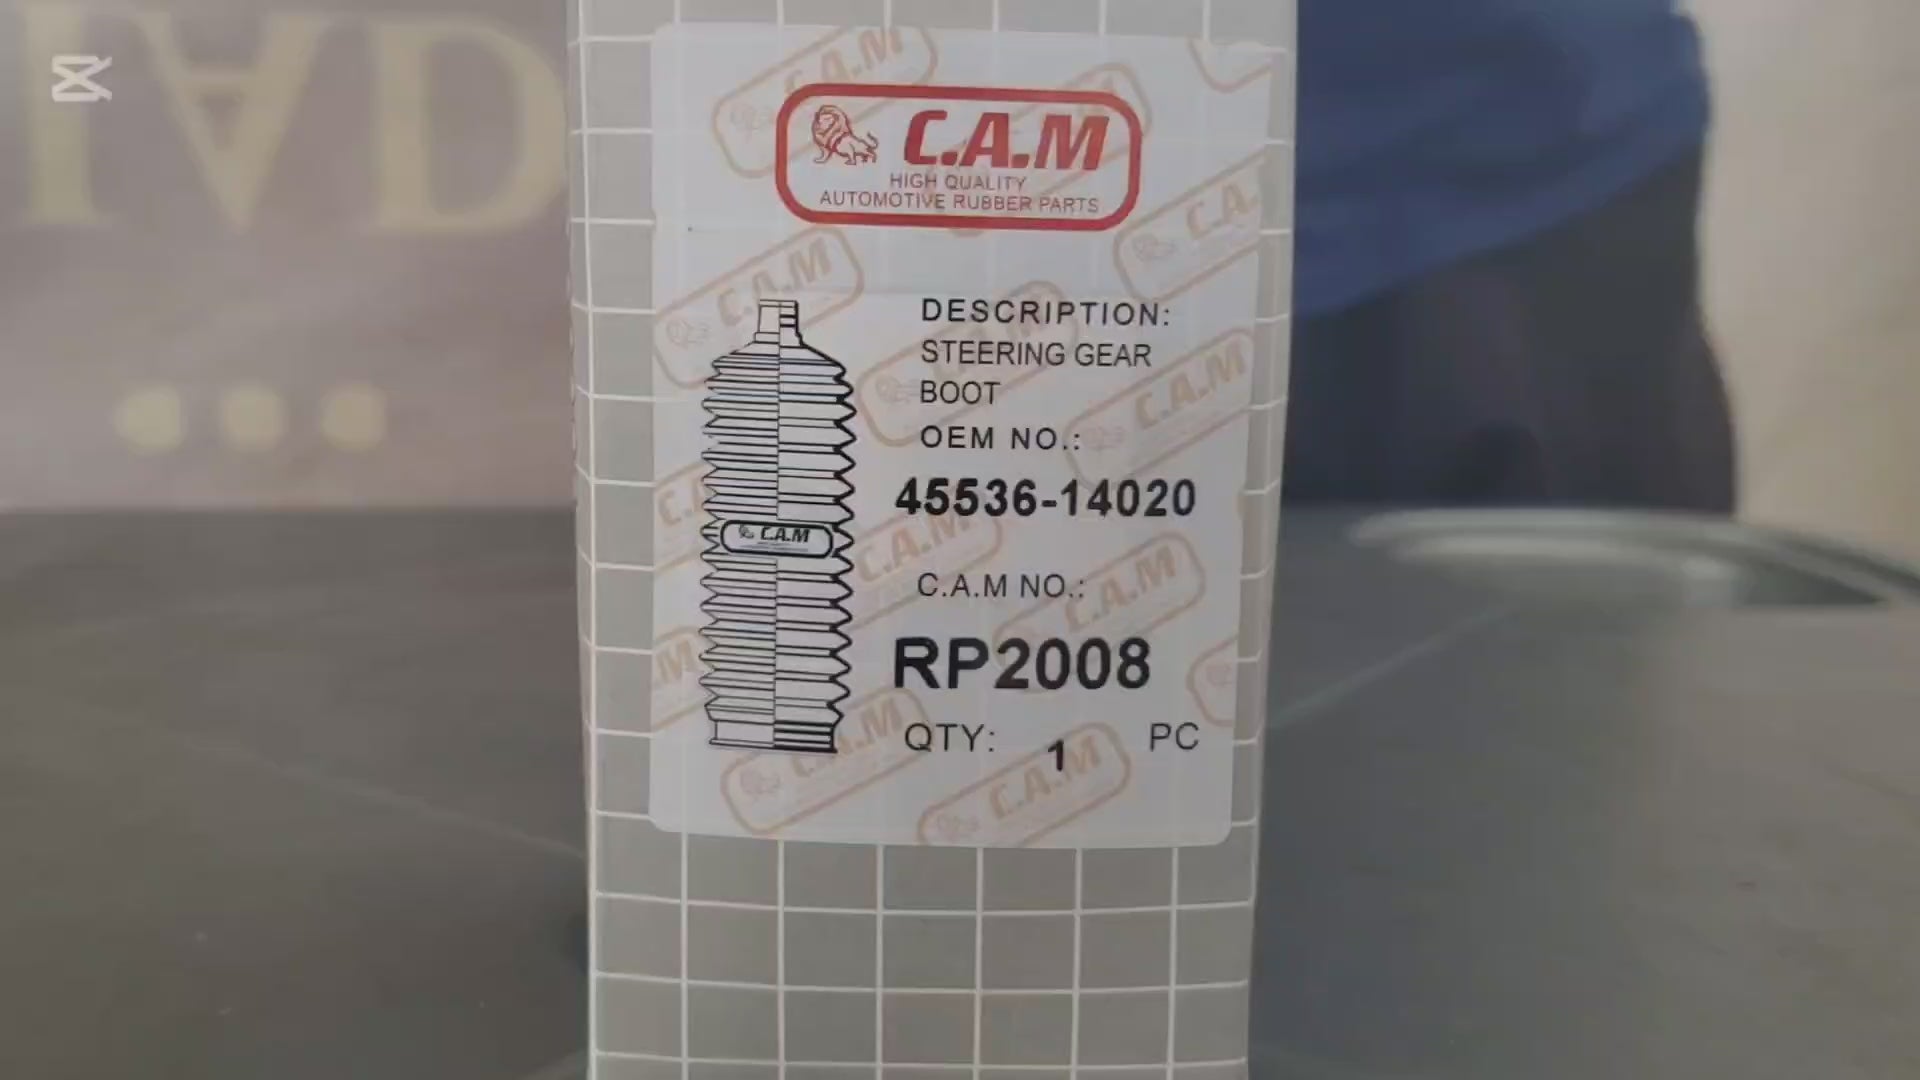 C.A.M
HIGH QUALITY
AUTOMOTIVE RUBBER PARTS
DESCRIPTION:
STEERING GEAR
BOOT
OEM NO.:
45536-14020
C.A.M
C.A.M NO.:
RP2008
QTY: 1 PC